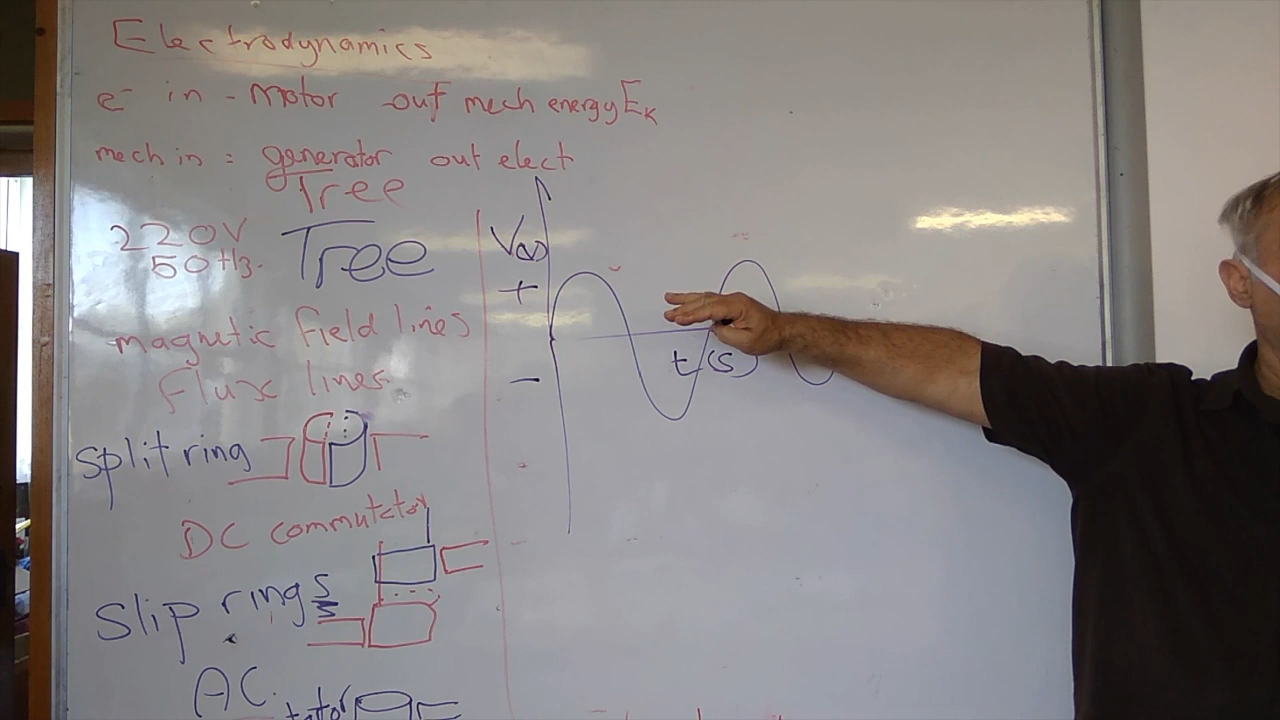 Electrodynamics
e⁻ in - motor out mech energy Eₖ
mech in : generator out elect
Tree
220V Tree
50Hz.
magnetic field lines
flux lines.
split ring
DC commutator
Slip rings
AC
V(v)
+
-
t(s)